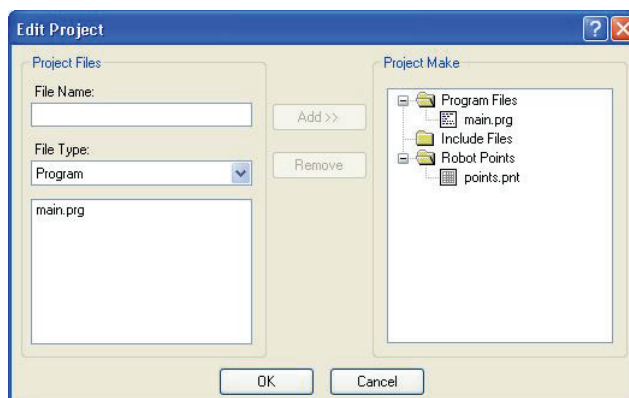 Edit Project
Project Files
File Name:
Add >>
File Type:
Program
Remove
main.prg
Project Make
Program Files
main.prg
Include Files
Robot Points
points.pnt
OK
Cancel